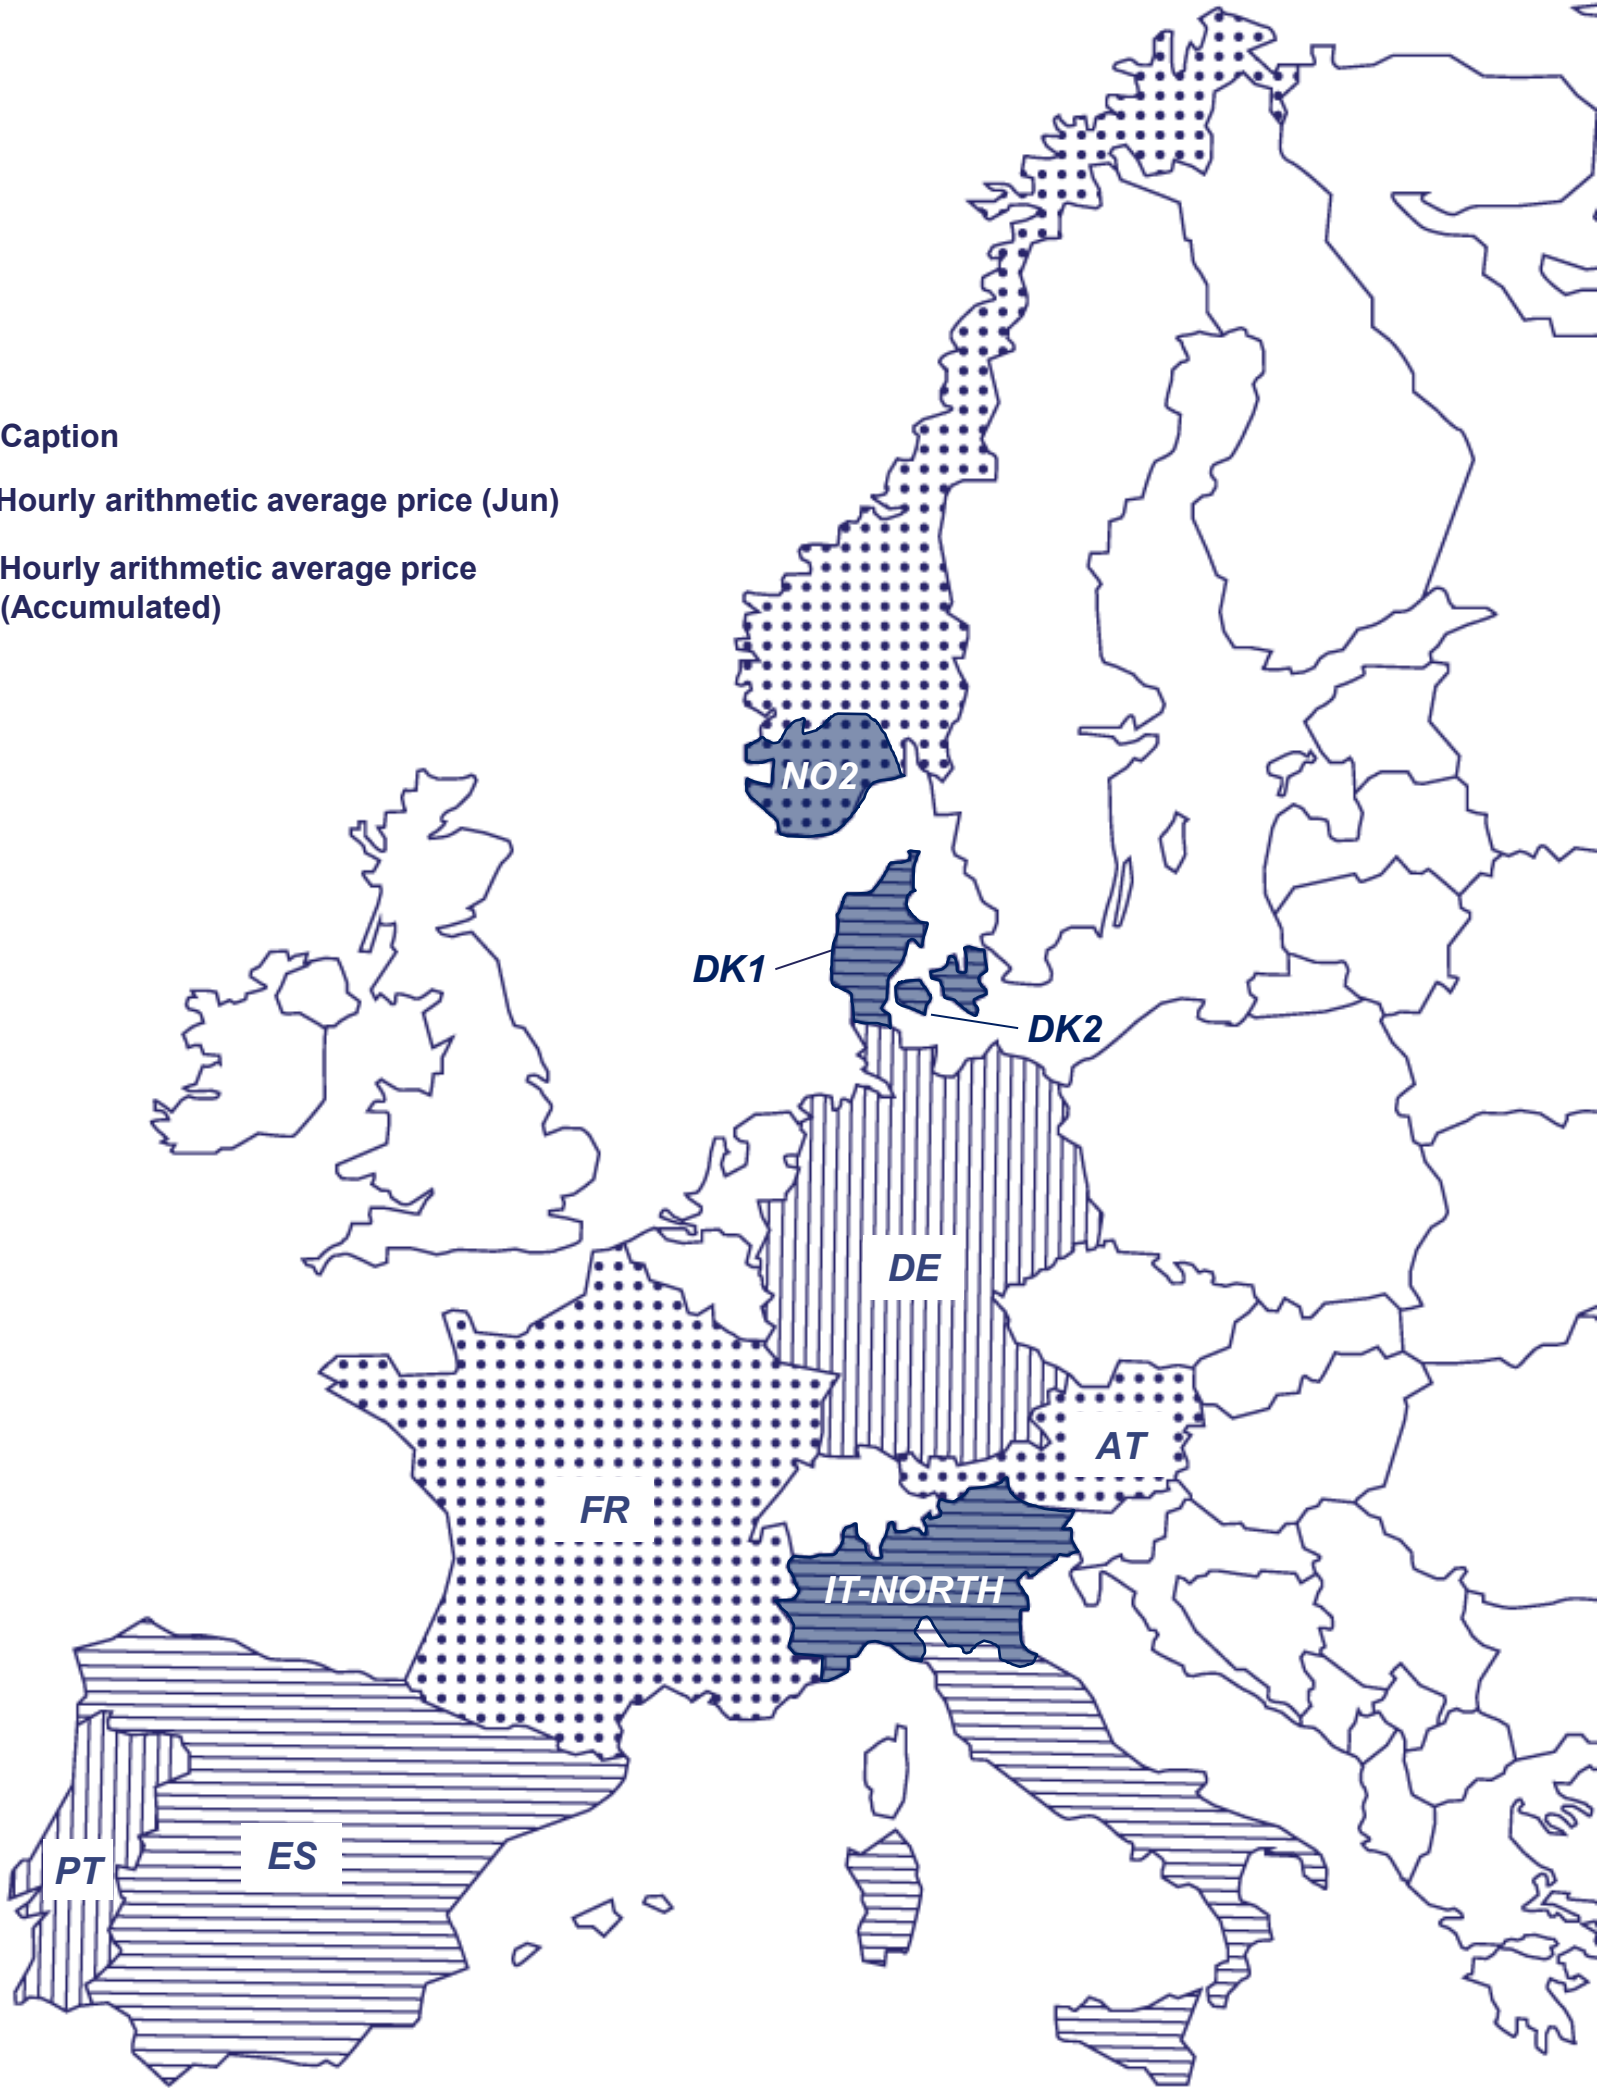 Caption
Hourly arithmetic average price (Jun)
Hourly arithmetic average price
(Accumulated)
NO2
DK1
DK2
DE
AT
FR
IT-NORTH
ES
PT